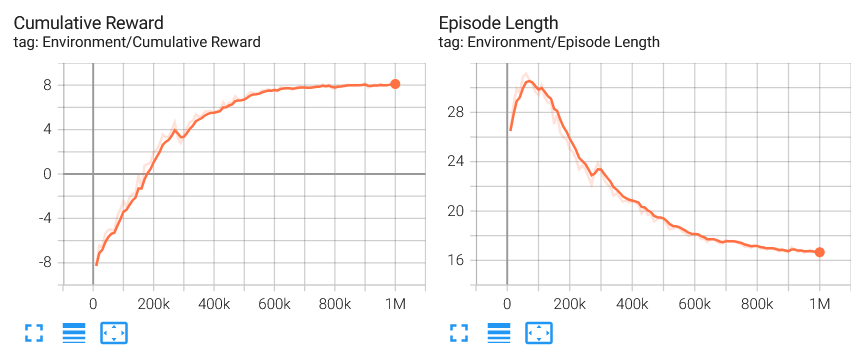 Cumulative Reward
tag: Environment/Cumulative Reward
8
4
0
-4
-8
0 200k 400k 600k 800k 1M
Episode Length
tag: Environment/Episode Length
28
24
20
16
0 200k 400k 600k 800k 1M